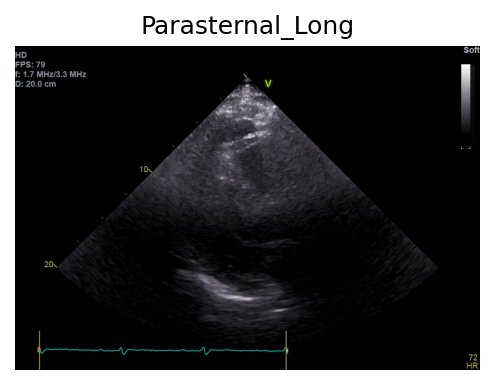 Parasternal_Long
HD
FPS: 79
f: 1.7 MHz/3.3 MHz
D: 20.0 cm
Soft
V
10
20
72
HR